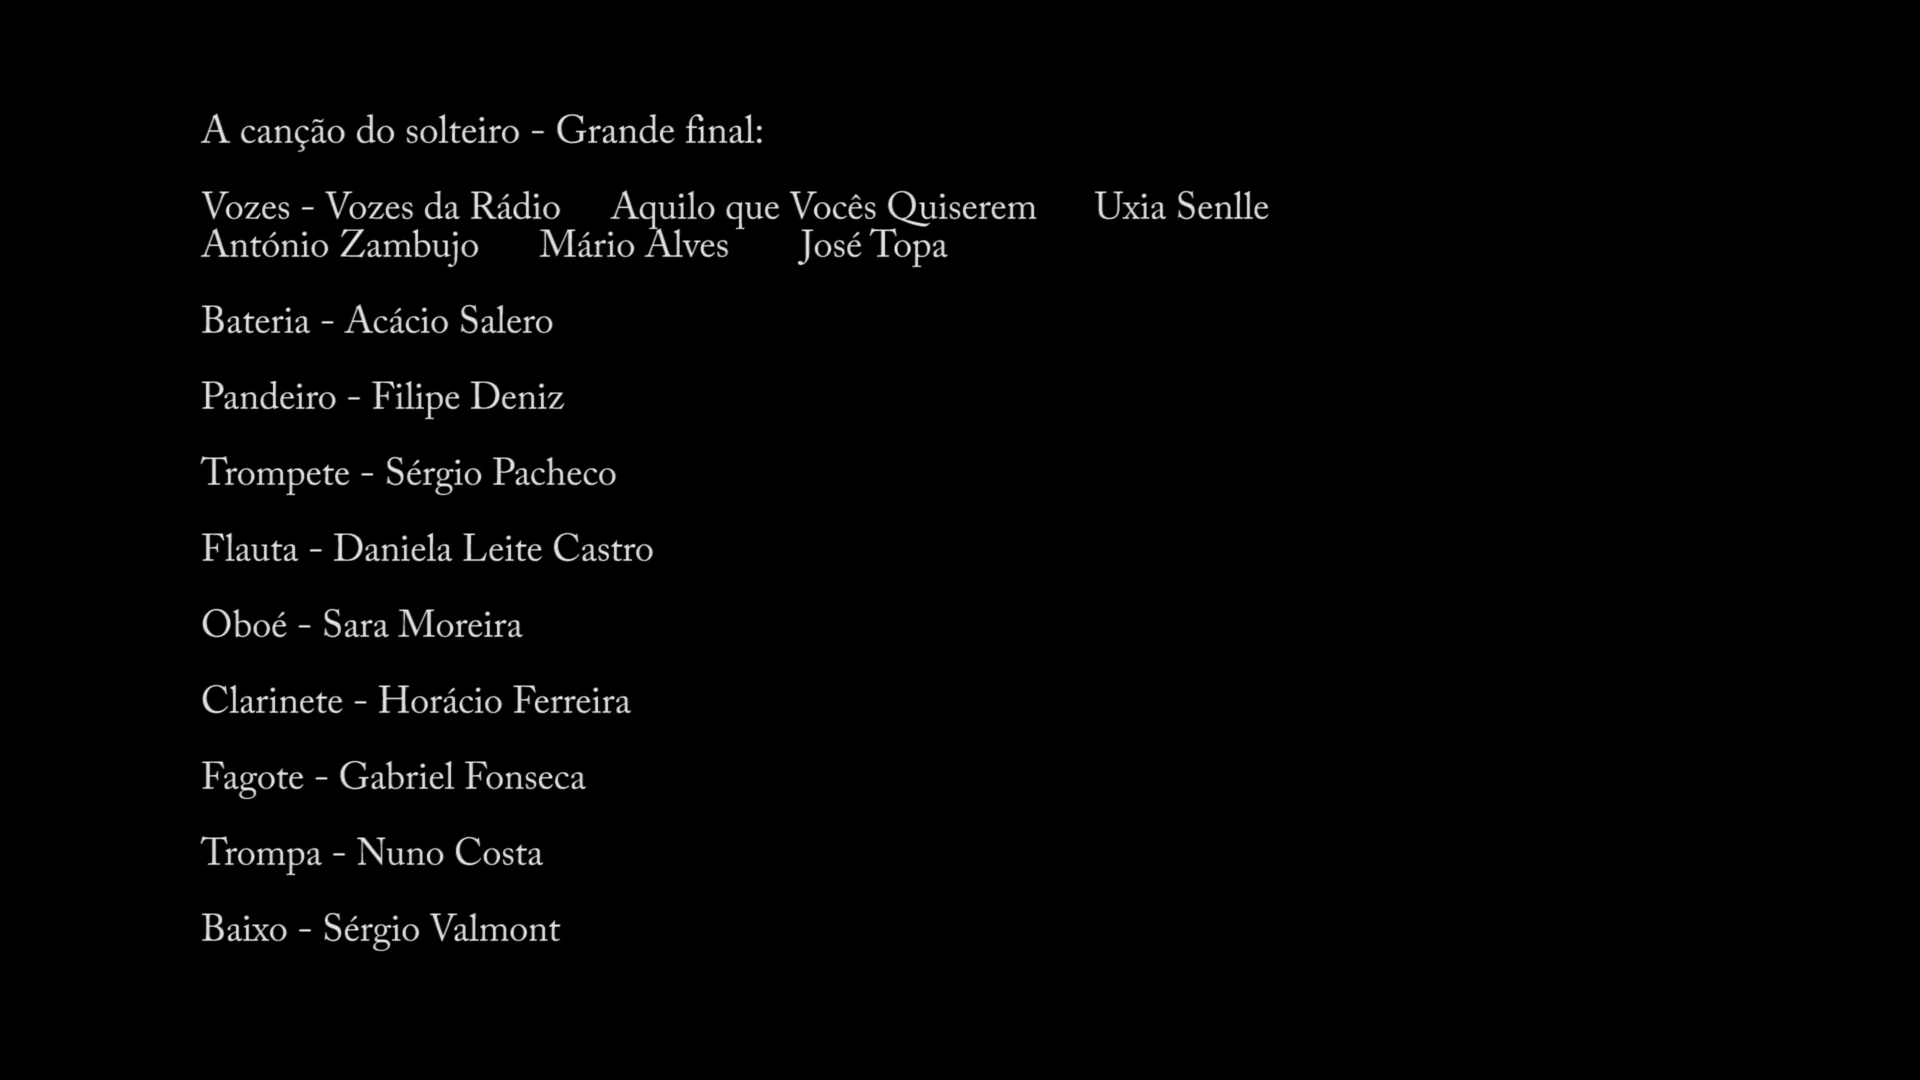 A canção do solteiro - Grande final:
Vozes - Vozes da Rádio Aquilo que Vocês Quiserem Uxia Senlle
António Zambujo Mário Alves José Topa
Bateria - Acácio Salero
Pandeiro - Filipe Deniz
Trompete - Sérgio Pacheco
Flauta - Daniela Leite Castro
Oboé - Sara Moreira
Clarinete - Horácio Ferreira
Fagote - Gabriel Fonseca
Trompa - Nuno Costa
Baixo - Sérgio Valmont